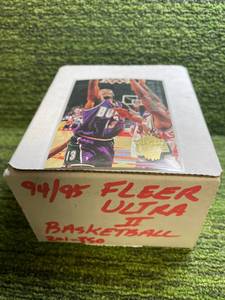 94/95 FLEER
ULTRA
II
BASKETBALL
201-350